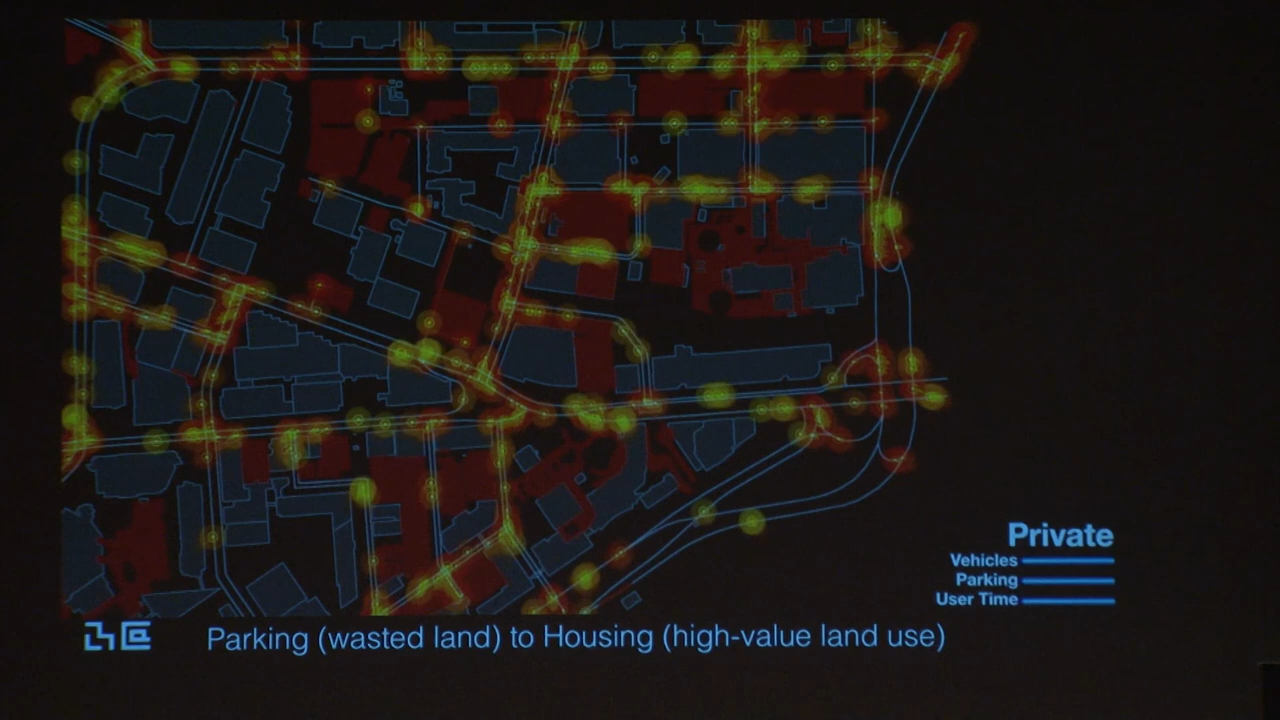 Private
Vehicles
Parking
User Time
Parking (wasted land) to Housing (high-value land use)